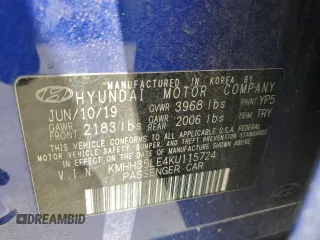 MANUFACTURED IN KOREA BY
HYUNDAI MOTOR COMPANY
JUN/10/19 GVWR 3968 lbs PAINT YP5
GAWR FRONT 2183 lbs GAWR REAR 2006 lbs TRIM TRY
THIS VEHICLE CONFORMS TO ALL APPLICABLE
FEDERAL MOTOR VEHICLE SAFETY, BUMPER, AND
THEFT PREVENTION STANDARDS IN EFFECT ON THE
DATE OF MANUFACTURE SHOWN ABOVE.
V.I.N KMHH35LE4KU115724
PASSENGER CAR
DREAMBID